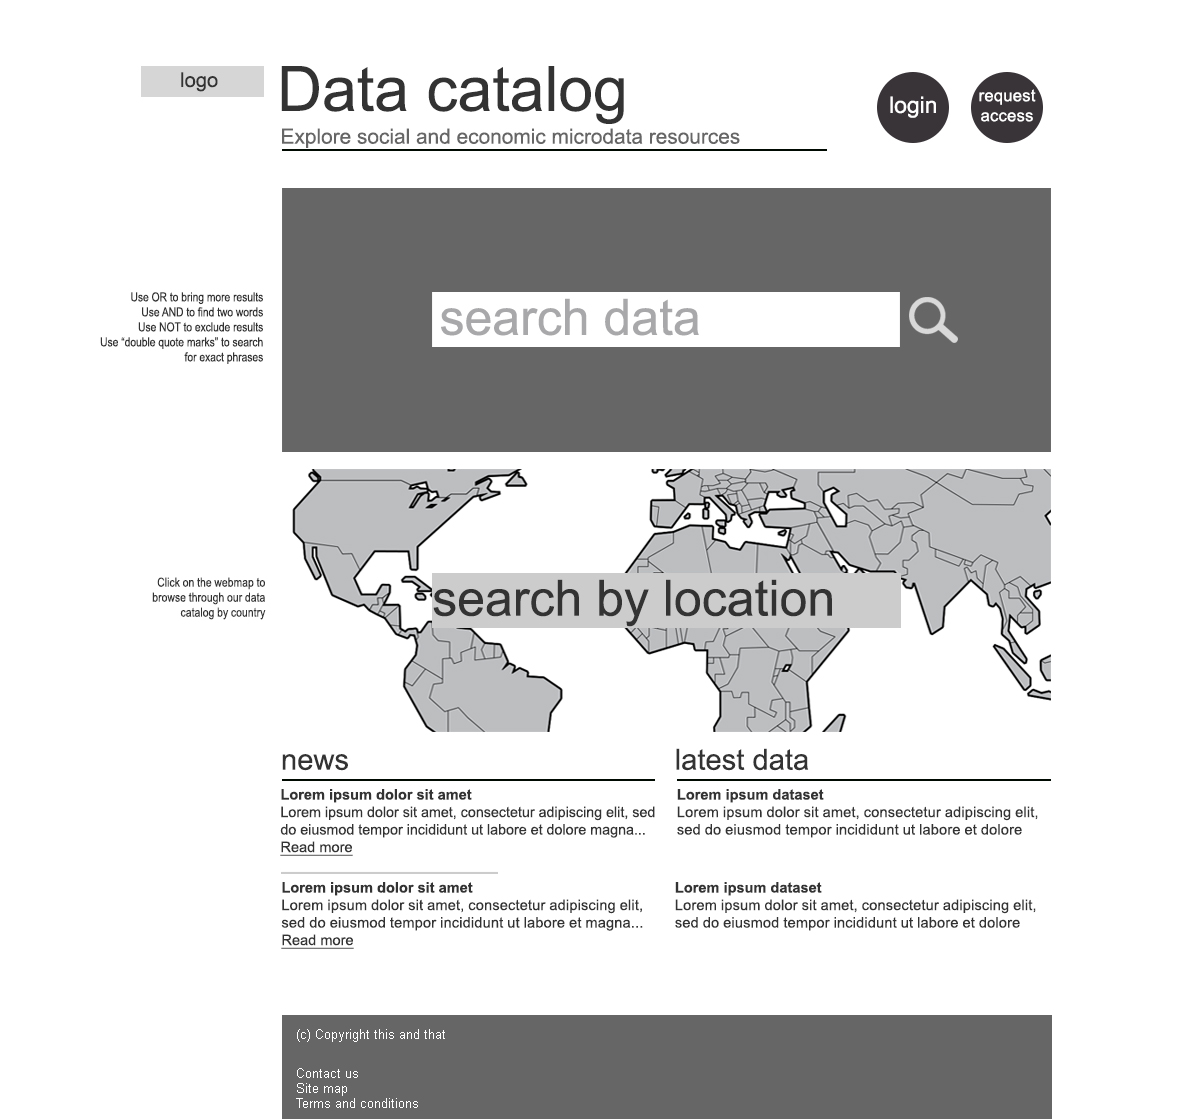 logo
Data catalog
Explore social and economic microdata resources
login
request
access
Use OR to bring more results
Use AND to find two words
Use NOT to exclude results
Use “double quote marks” to search
for exact phrases
search data
Click on the webmap to
browse through our data
catalog by country
search by location
news
Lorem ipsum dolor sit amet
Lorem ipsum dolor sit amet, consectetur adipiscing elit, sed
do eiusmod tempor incididunt ut labore et dolore magna...
Read more
Lorem ipsum dolor sit amet
Lorem ipsum dolor sit amet, consectetur adipiscing elit,
sed do eiusmod tempor incididunt ut labore et magna...
Read more
latest data
Lorem ipsum dataset
Lorem ipsum dolor sit amet, consectetur adipiscing elit,
sed do eiusmod tempor incididunt ut labore et dolore
Lorem ipsum dataset
Lorem ipsum dolor sit amet, consectetur adipiscing elit,
sed do eiusmod tempor incididunt ut labore et dolore
(c) Copyright this and that
Contact us
Site map
Terms and conditions